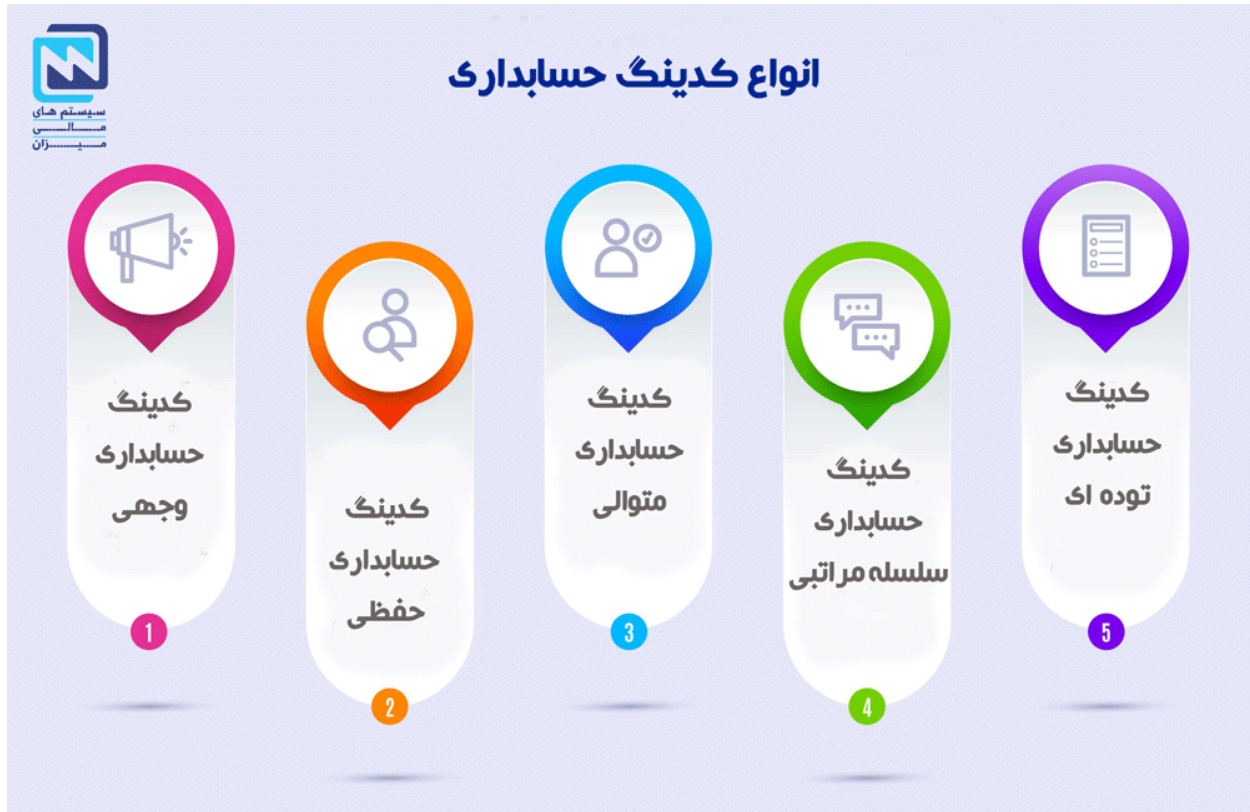 سیستم های
مالی
میزان
انواع کدینگ حسابداری
کدینگ
حسابداری
وجهی
1
کدینگ
حسابداری
حفظی
2
کدینگ
حسابداری
متوالی
3
کدینگ
حسابداری
سلسله مراتبی
4
کدینگ
حسابداری
توده ای
5